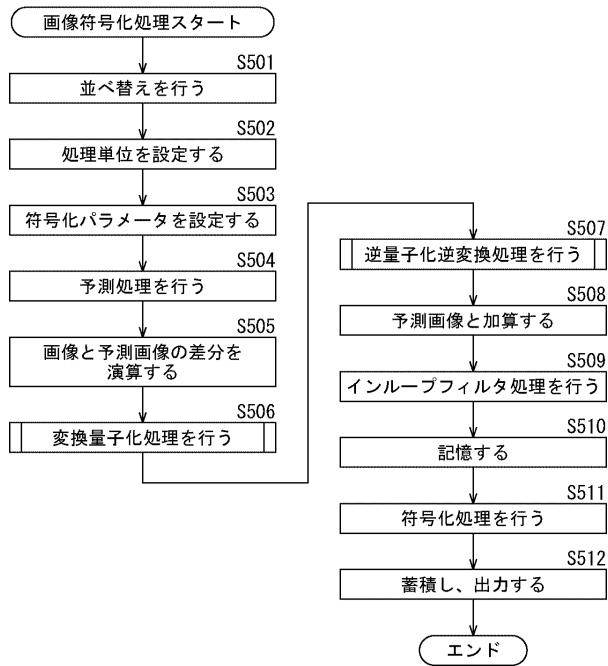 画像符号化処理スタート
S501
並べ替えを行う
S502
処理単位を設定する
S503
符号化パラメータを設定する
S504
予測処理を行う
S505
画像と予測画像の差分を
演算する
S506
変換量子化処理を行う
S507
逆量子化逆変換処理を行う
S508
予測画像と加算する
S509
インループフィルタ処理を行う
S510
記憶する
S511
符号化処理を行う
S512
蓄積し、出力する
エンド